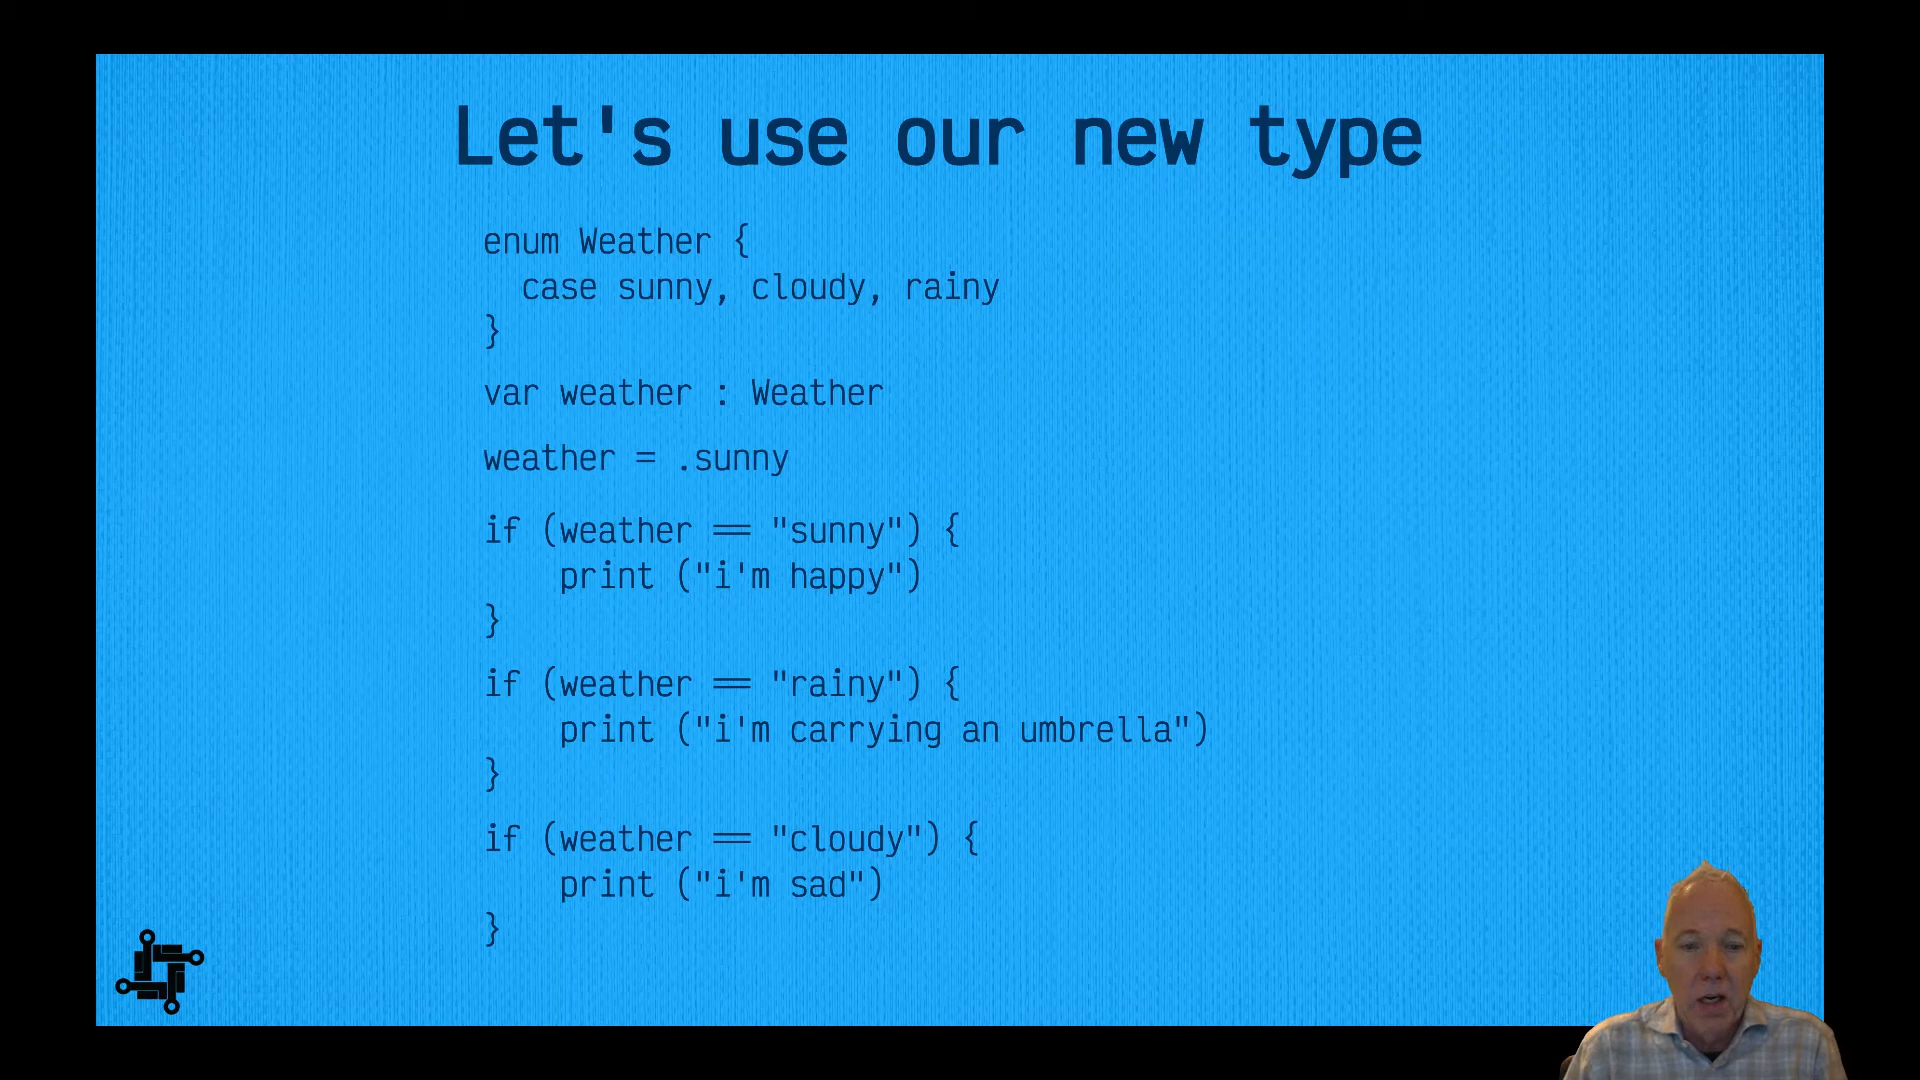 Let's use our new type
enum Weather {
  case sunny, cloudy, rainy
}
var weather : Weather
weather = .sunny
if (weather == "sunny") {
    print ("i'm happy")
}
if (weather == "rainy") {
    print ("i'm carrying an umbrella")
}
if (weather == "cloudy") {
    print ("i'm sad")
}